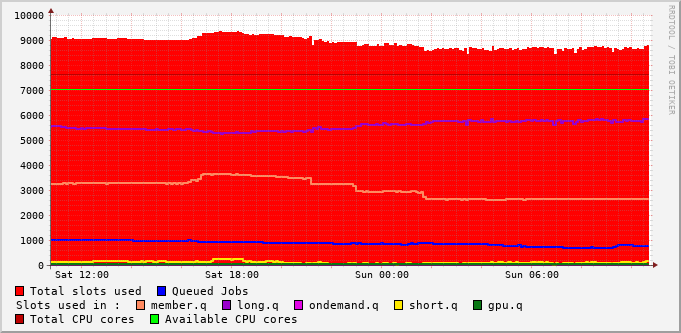 10000
9000
8000
7000
6000
5000
4000
3000
2000
1000
0
Sat 12:00 Sat 18:00 Sun 00:00 Sun 06:00
RRDTOOL / TOBI OETIKER
Total slots used Queued Jobs
Slots used in : member.q long.q ondemand.q short.q gpu.q
Total CPU cores Available CPU cores